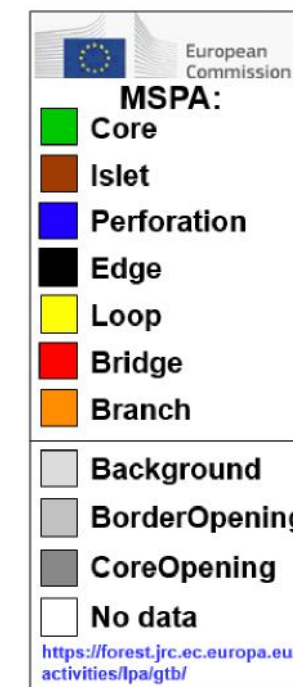 European
Commission
MSPA:
Core
Islet
Perforation
Edge
Loop
Bridge
Branch
Background
BorderOpening
CoreOpening
No data
https://forest.jrc.ec.europa.eu
activities/lpa/gtb/